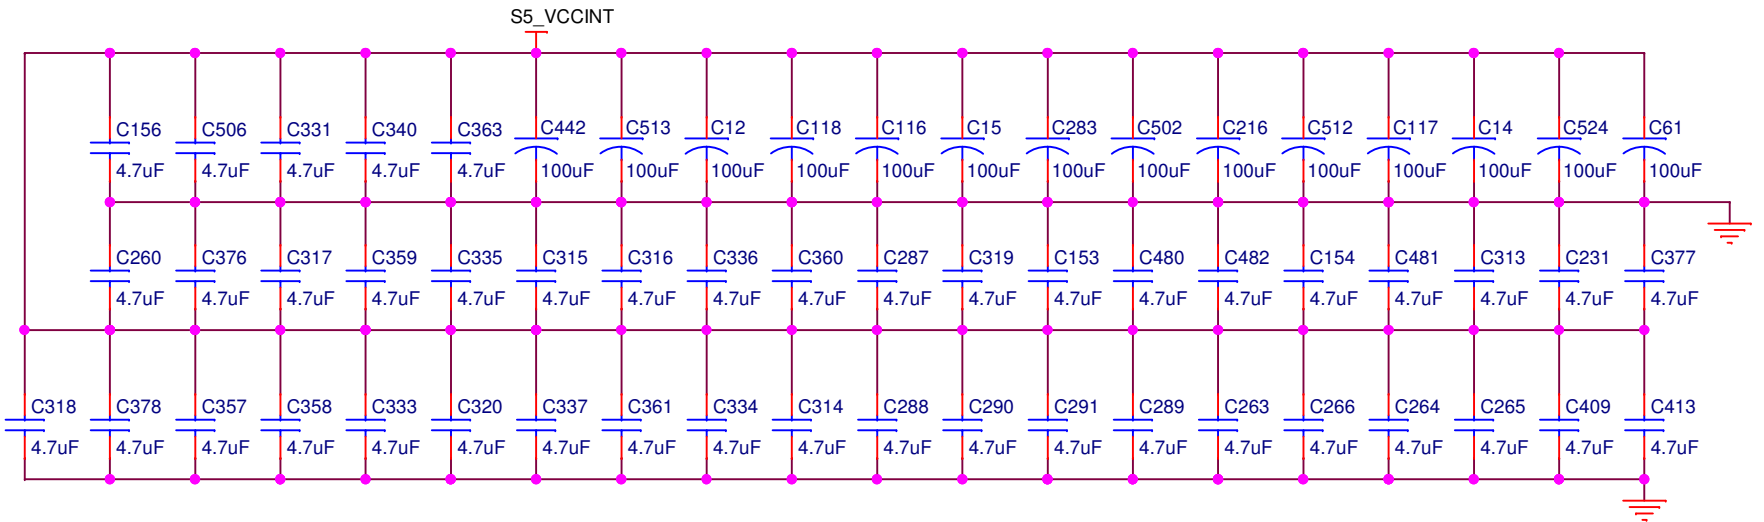 S5_VCCINT
C156 C506 C331 C340 C363 C442 C513 C12 C118 C116 C15 C283 C502 C216 C512 C117 C14 C524 C61
4.7uF 4.7uF 4.7uF 4.7uF 4.7uF 100uF 100uF 100uF 100uF 100uF 100uF 100uF 100uF 100uF 100uF 100uF 100uF 100uF 100uF
C260 C376 C317 C359 C335 C315 C316 C336 C360 C287 C319 C153 C480 C482 C154 C481 C313 C231 C377
4.7uF 4.7uF 4.7uF 4.7uF 4.7uF 4.7uF 4.7uF 4.7uF 4.7uF 4.7uF 4.7uF 4.7uF 4.7uF 4.7uF 4.7uF 4.7uF 4.7uF 4.7uF 4.7uF
C318 C378 C357 C358 C333 C320 C337 C361 C334 C314 C288 C290 C291 C289 C263 C266 C264 C265 C409 C413
4.7uF 4.7uF 4.7uF 4.7uF 4.7uF 4.7uF 4.7uF 4.7uF 4.7uF 4.7uF 4.7uF 4.7uF 4.7uF 4.7uF 4.7uF 4.7uF 4.7uF 4.7uF 4.7uF 4.7uF